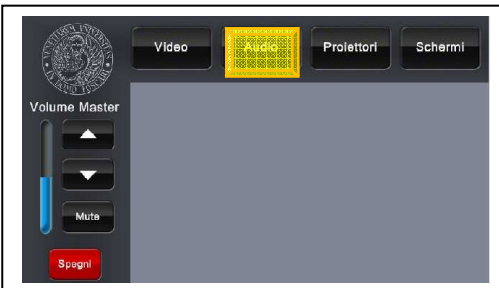 Video
Audio
Proiettori
Schermi
Volume Master
Mute
Spegni